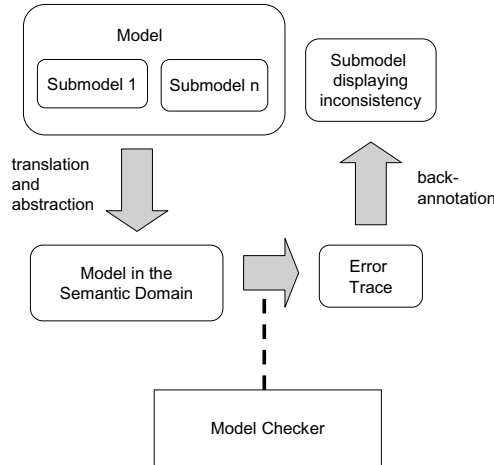 Model
Submodel 1
Submodel n
Submodel
displaying
inconsistency
translation
and
abstraction
back-
annotation
Model in the
Semantic Domain
Error
Trace
Model Checker